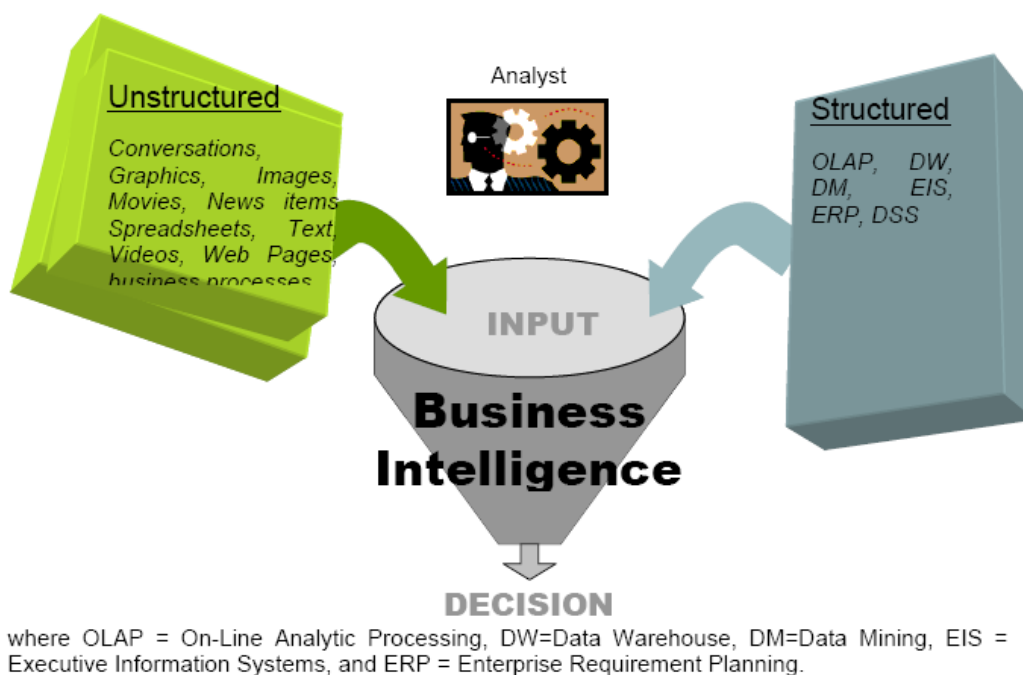 Unstructured
Conversations,
Graphics, Images,
Movies, News items
Spreadsheets, Text,
Videos, Web Pages,
business processes
Analyst
Structured
OLAP, DW,
DM, EIS,
ERP, DSS
INPUT
Business
Intelligence
DECISION
where OLAP = On-Line Analytic Processing, DW=Data Warehouse, DM=Data Mining, EIS =
Executive Information Systems, and ERP = Enterprise Requirement Planning.